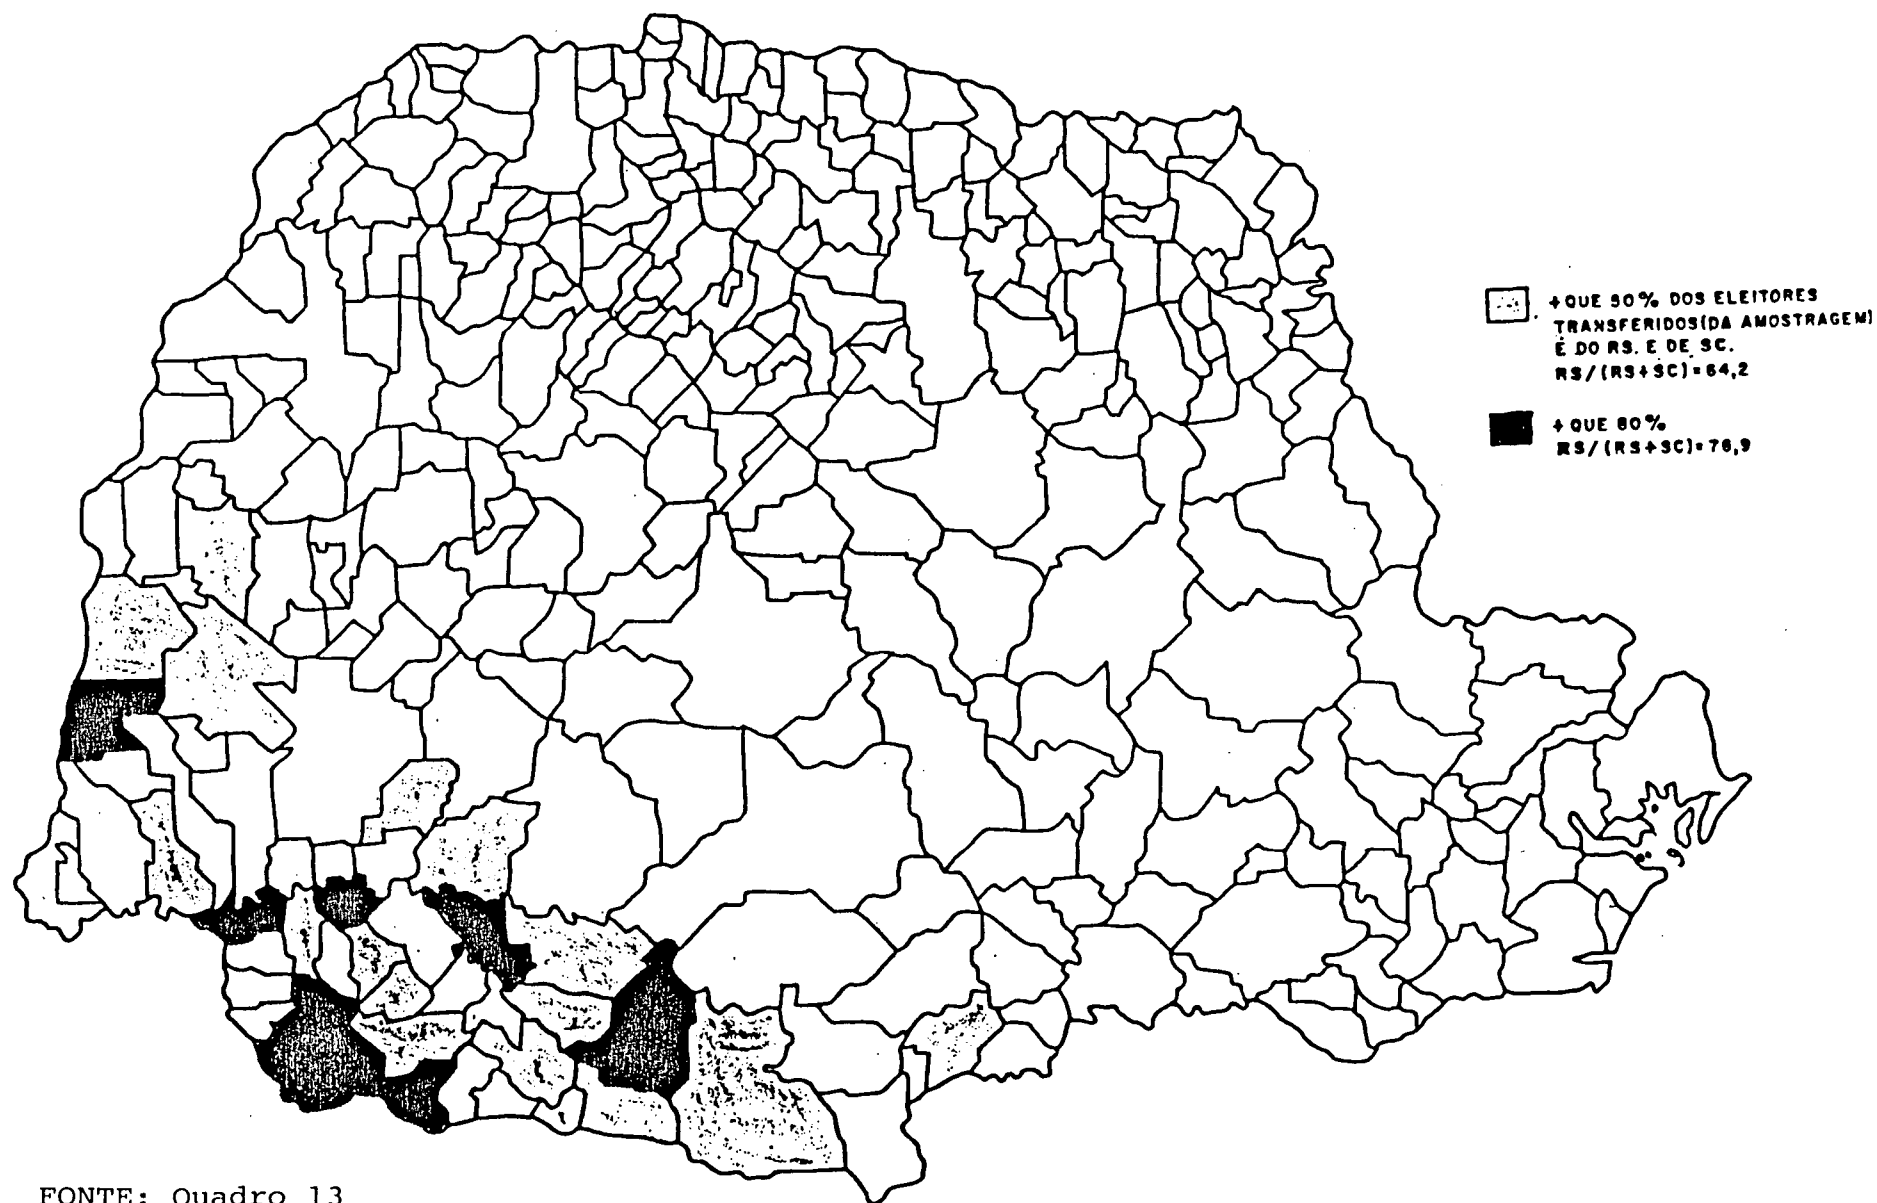 + QUE 50% DOS ELEITORES
TRANSFERIDOS (DA AMOSTRAGEM)
É DO RS. E DE SC.
RS/(RS+SC)=64,2
+ QUE 80%
RS/(RS+SC)=76,9
FONTE: Quadro 13